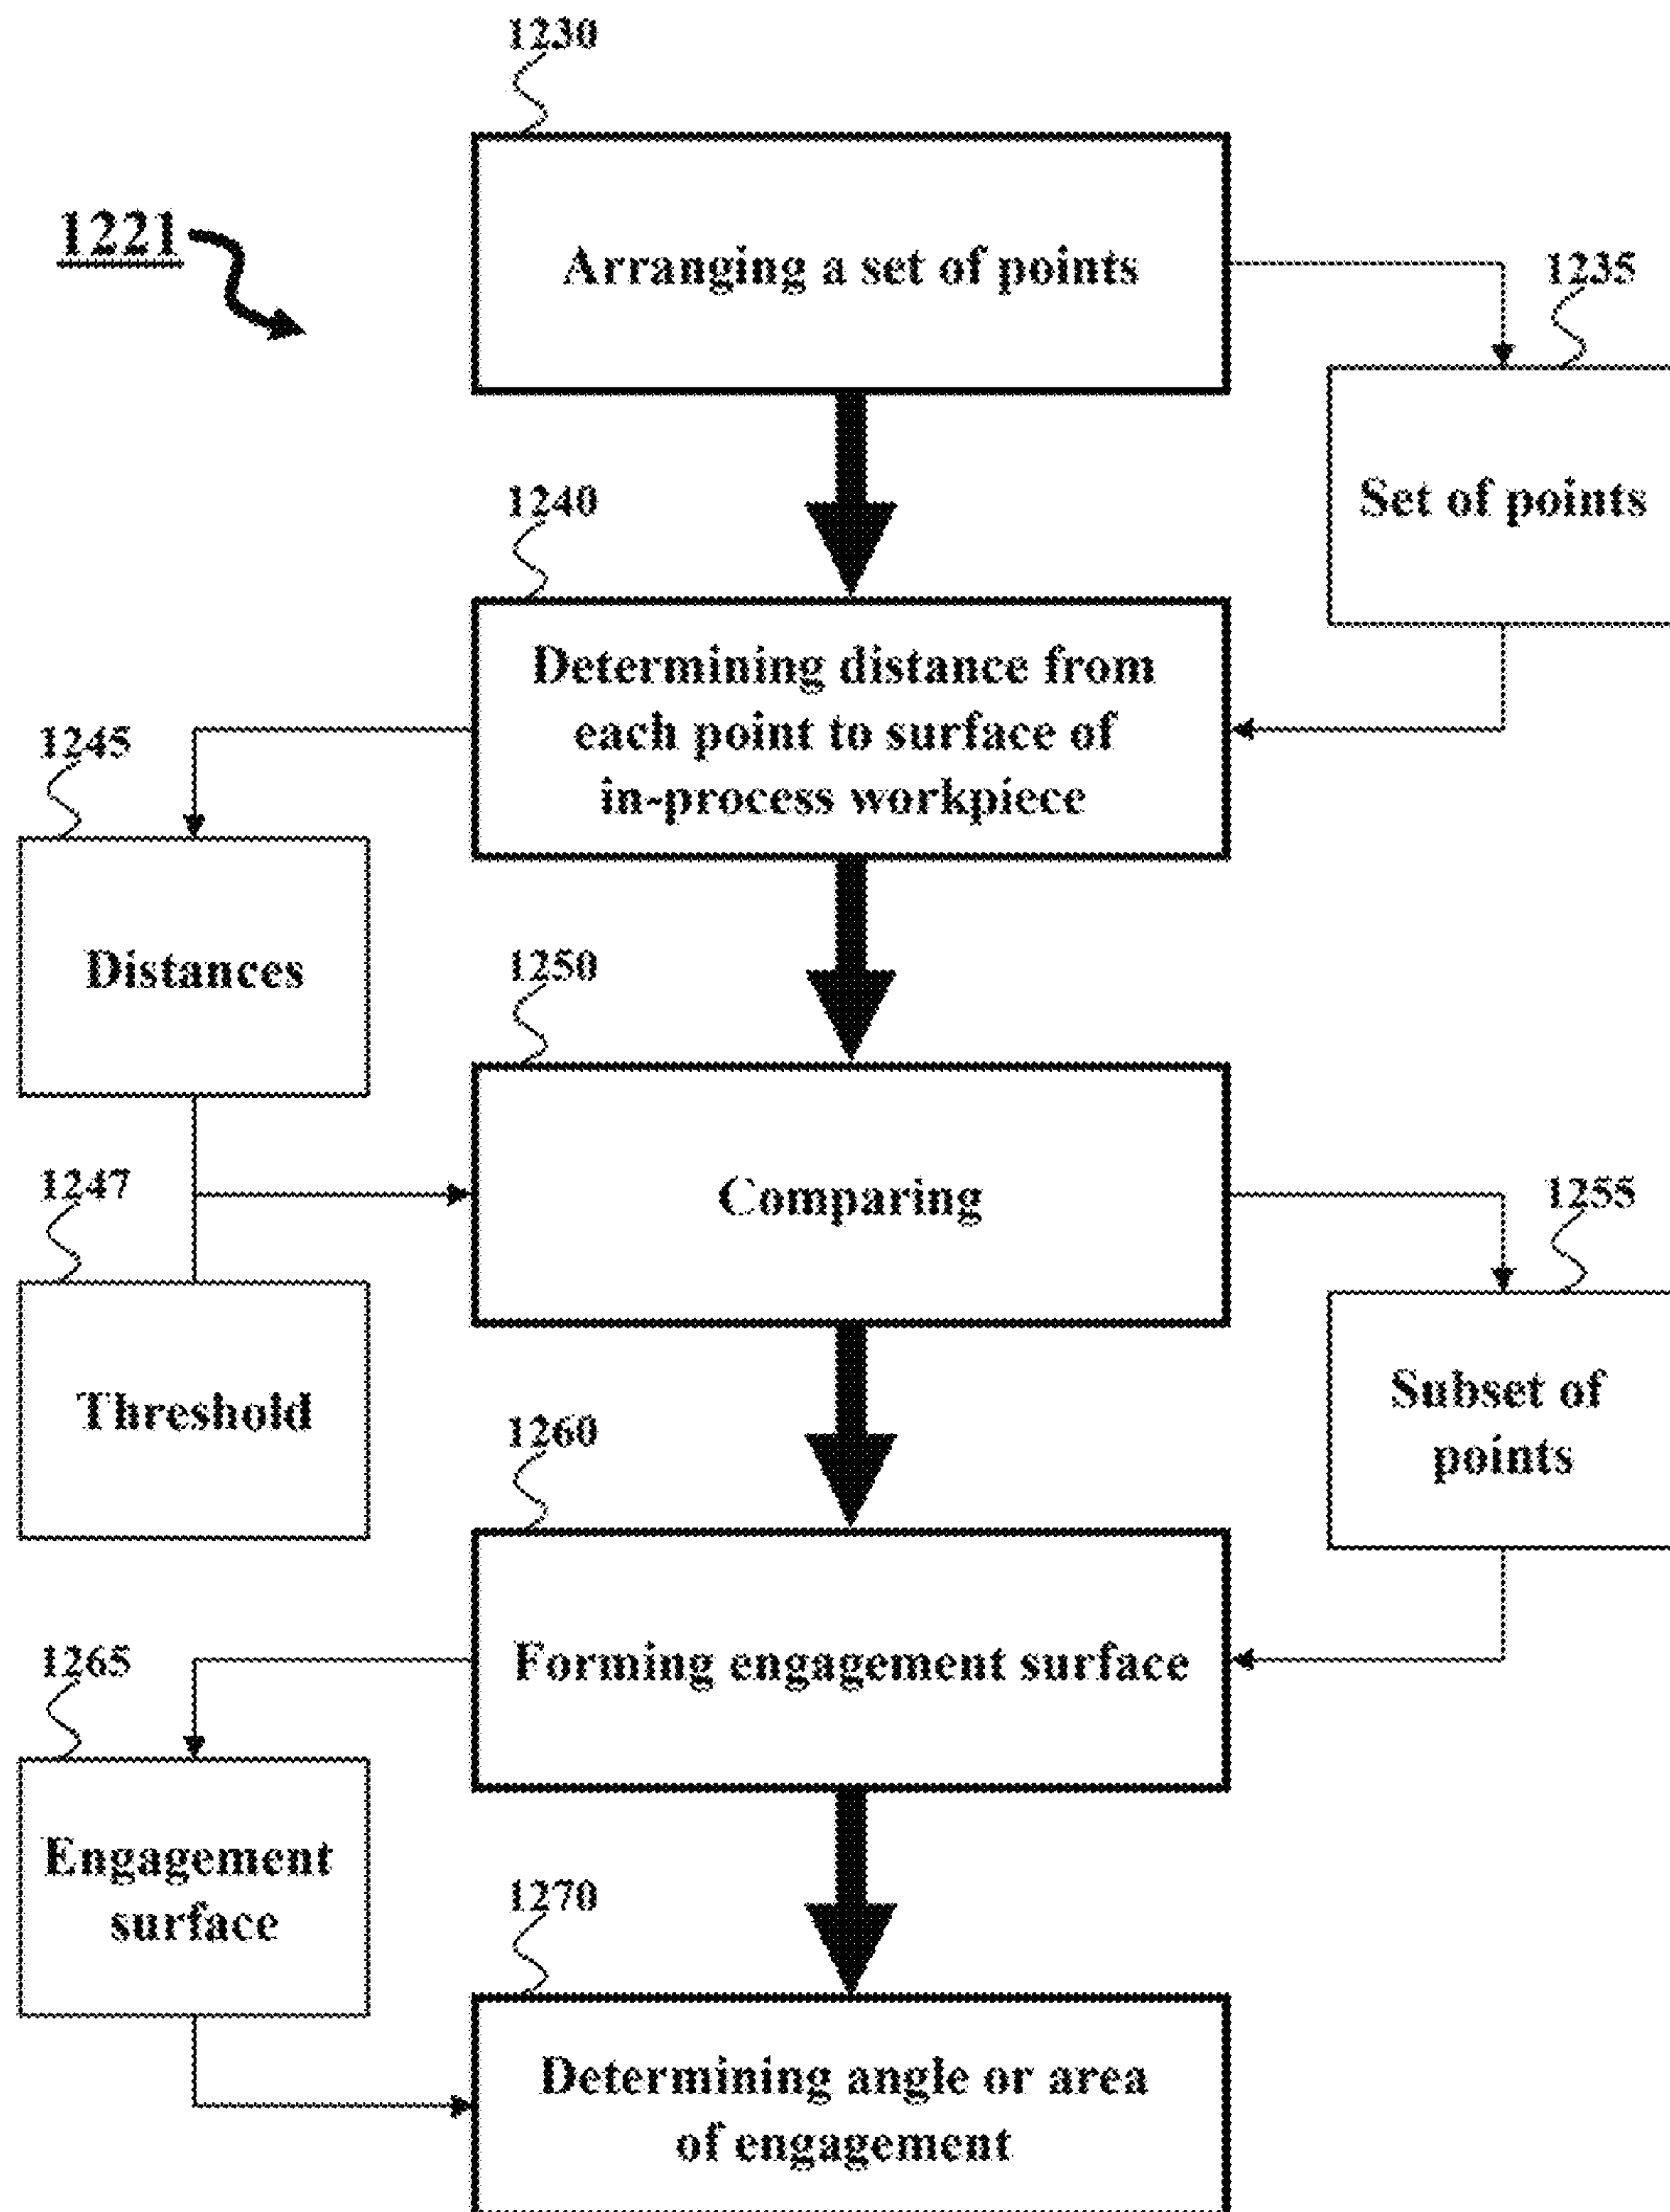 1230
1221
Arranging a set of points
1235
Set of points
1240
Determining distance from
each point to surface of
in-process workpiece
1245
Distances
1250
Comparing
1247
Threshold
1255
Subset of
points
1260
Forming engagement surface
1265
Engagement
surface
1270
Determining angle or area
of engagement